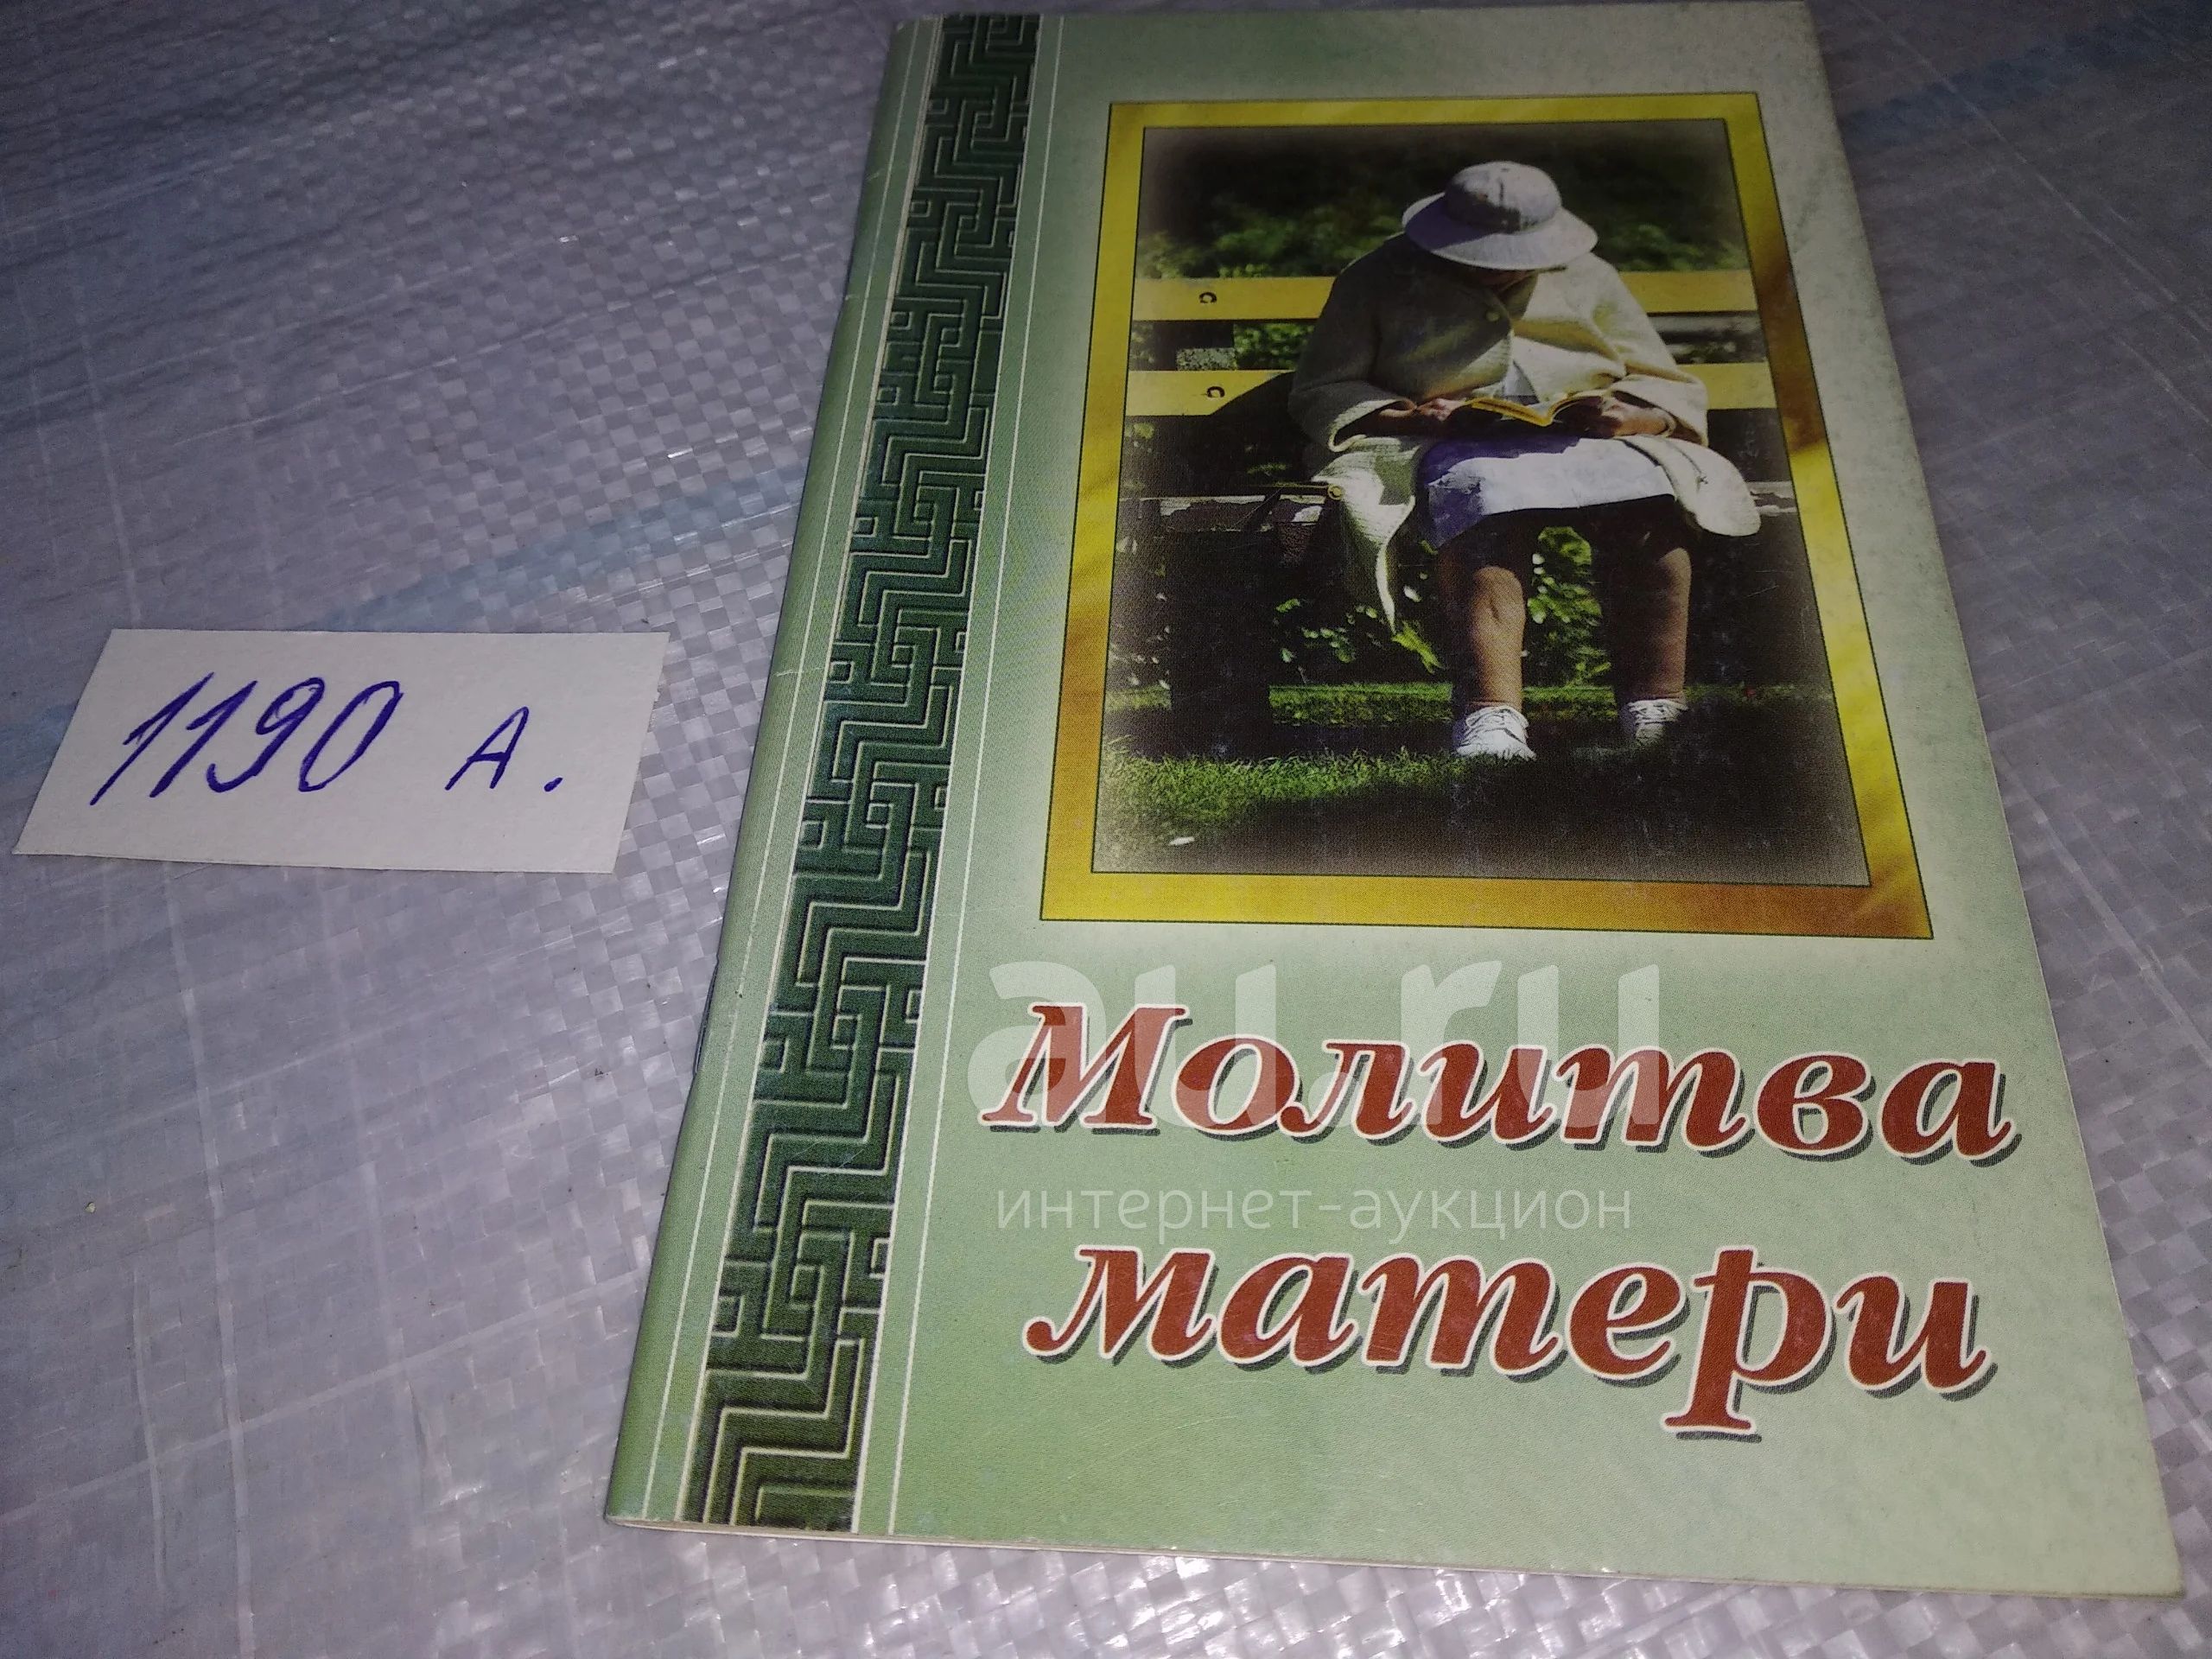 1190 А.
au.ru
Молитва
интернет-аукцион
матери